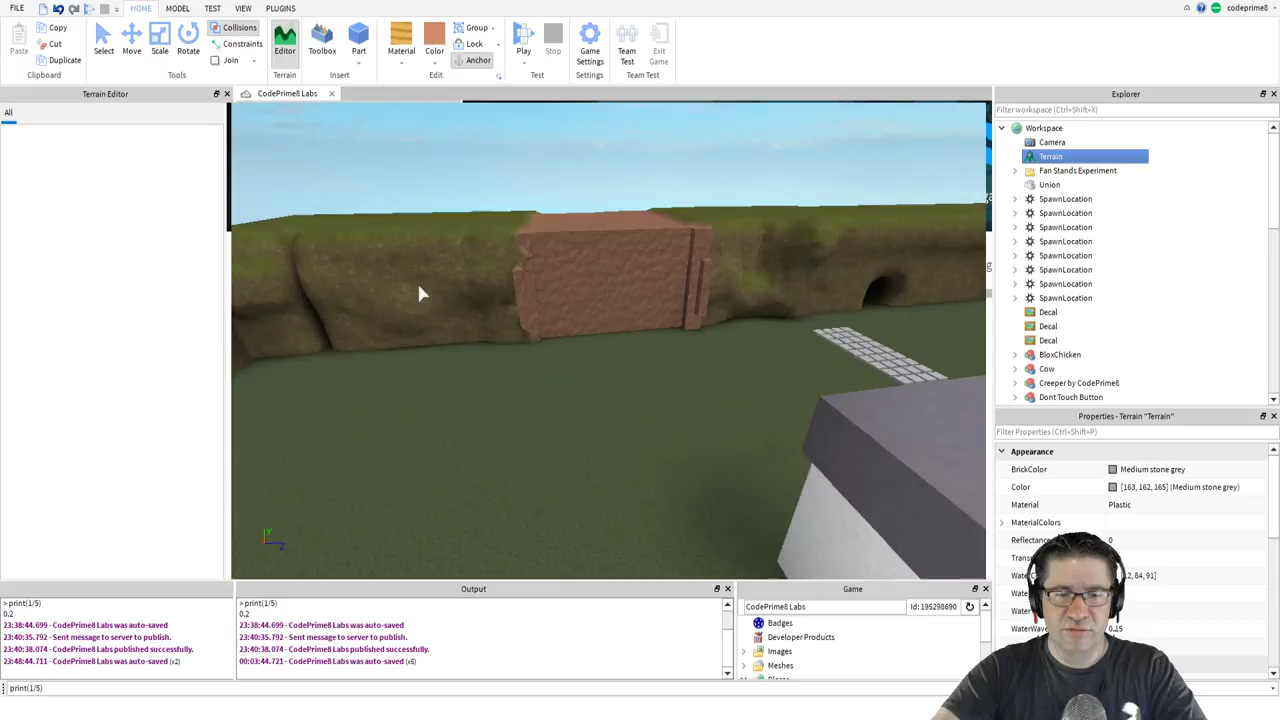 FILE HOME MODEL TEST VIEW PLUGINS codeprime8
Copy Group Collisions
Cut Constraints Lock
Paste Duplicate Select Move Scale Rotate Join Editor Toolbox Part Material Color Anchor Play Stop Game Settings Team Test Exit Game
Clipboard Tools Terrain Insert Edit Test Settings Team Test
Terrain Editor
All
CodePrime8 Labs
Explorer
Filter workspace (Ctrl+Shift+X)
Workspace
Camera
Terrain
Fan Stands Experiment
Union
SpawnLocation
SpawnLocation
SpawnLocation
SpawnLocation
SpawnLocation
SpawnLocation
SpawnLocation
SpawnLocation
Decal
Decal
Decal
BloxChicken
Cow
Creeper by CodePrime8
Dont Touch Button
Properties - Terrain "Terrain"
Filter Properties (Ctrl+Shift+P)
Appearance
BrickColor Medium stone grey
Color [163, 162, 165] (Medium stone grey)
Material Plastic
MaterialColors
Reflectance 0
0.15
Y
Z
> print(1/5)
0.2
23:38:44.699 - CodePrime8 Labs was auto-saved
23:40:35.792 - Sent message to server to publish.
23:40:38.074 - CodePrime8 Labs published successfully.
23:48:44.711 - CodePrime8 Labs was auto-saved (x2)
Output
> print(1/5)
0.2
23:38:44.699 - CodePrime8 Labs was auto-saved
23:40:35.792 - Sent message to server to publish.
23:40:38.074 - CodePrime8 Labs published successfully.
00:03:44.721 - CodePrime8 Labs was auto-saved (x5)
Game
CodePrime8 Labs Id: 195298690
Badges
Developer Products
Images
Meshes
print(1/5)